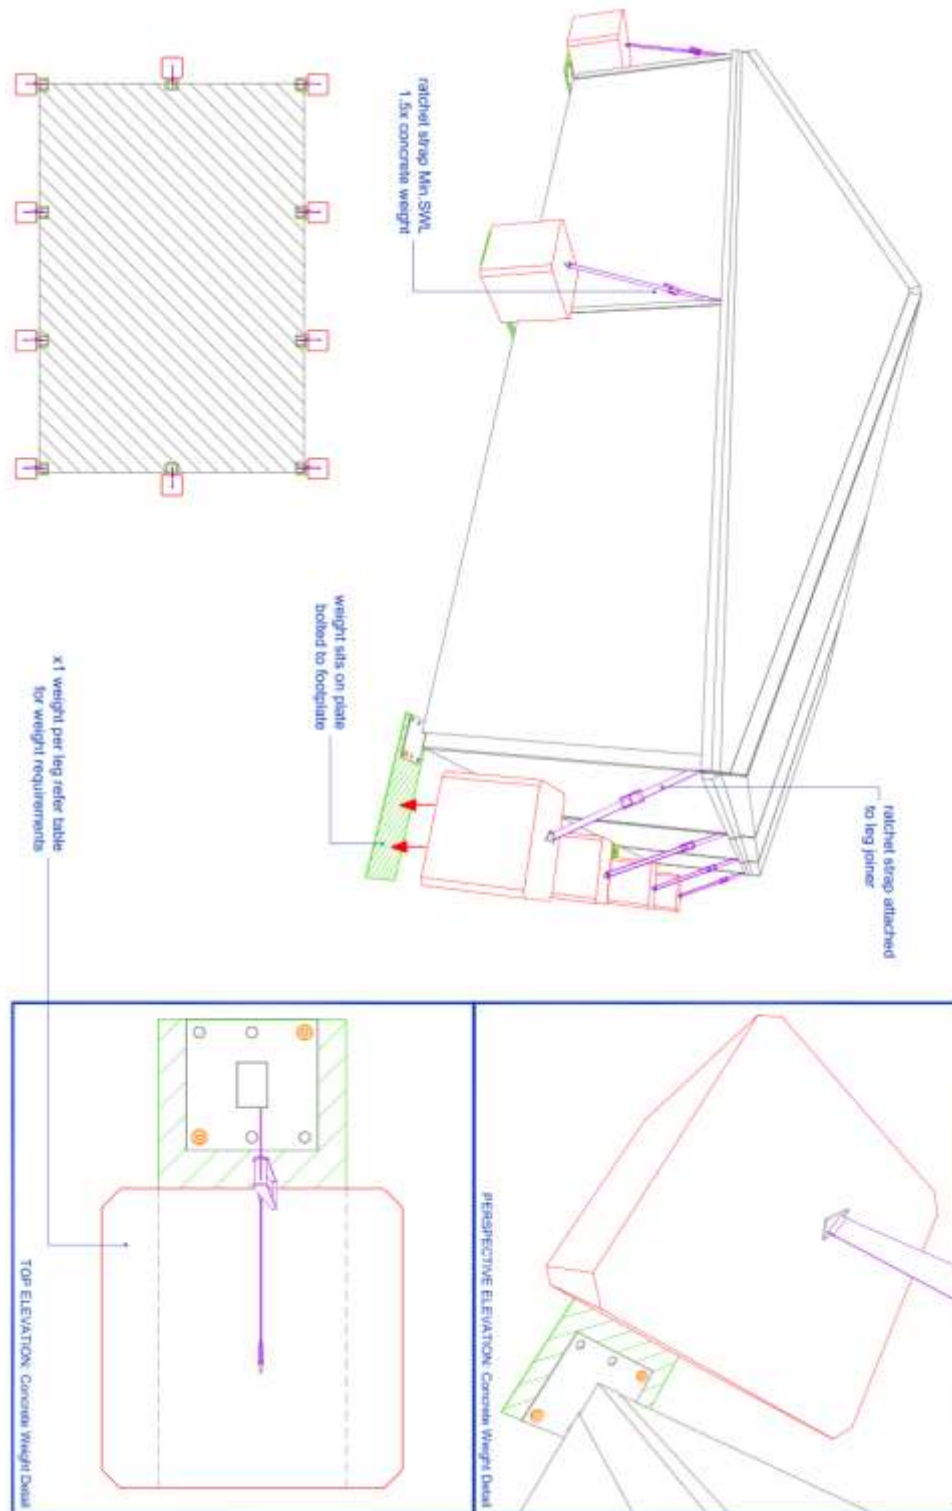 ratchet strap attached
to leg joiner
ratchet strap Min.SWL
1.5x concrete weight
weight sits on plate
bolted to footplate
x1 weight per leg refer table
for weight requirements
PERSPECTIVE ELEVATION: Concrete Weight Detail
TOP ELEVATION: Concrete Weight Detail